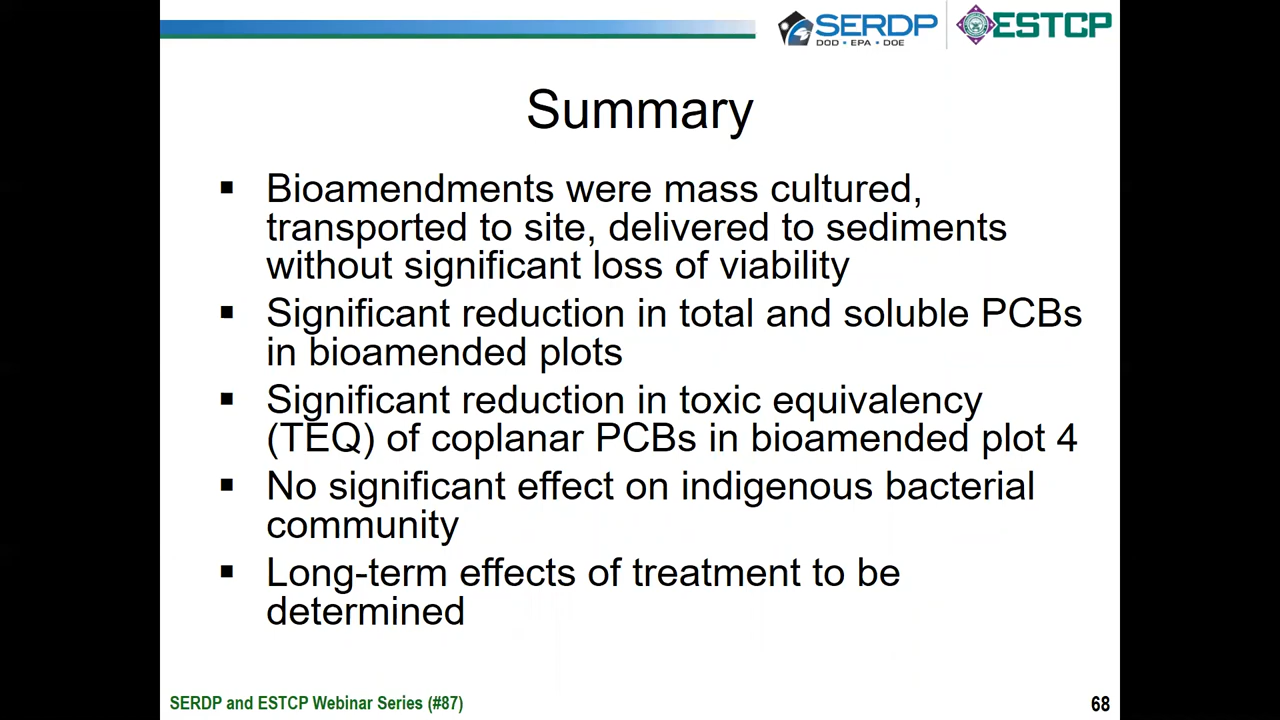 SERDP
DOD • EPA • DOE
ESTCP
Summary
▪ Bioamendments were mass cultured,
transported to site, delivered to sediments
without significant loss of viability
▪ Significant reduction in total and soluble PCBs
in bioamended plots
▪ Significant reduction in toxic equivalency
(TEQ) of coplanar PCBs in bioamended plot 4
▪ No significant effect on indigenous bacterial
community
▪ Long-term effects of treatment to be
determined
SERDP and ESTCP Webinar Series (#87)
68